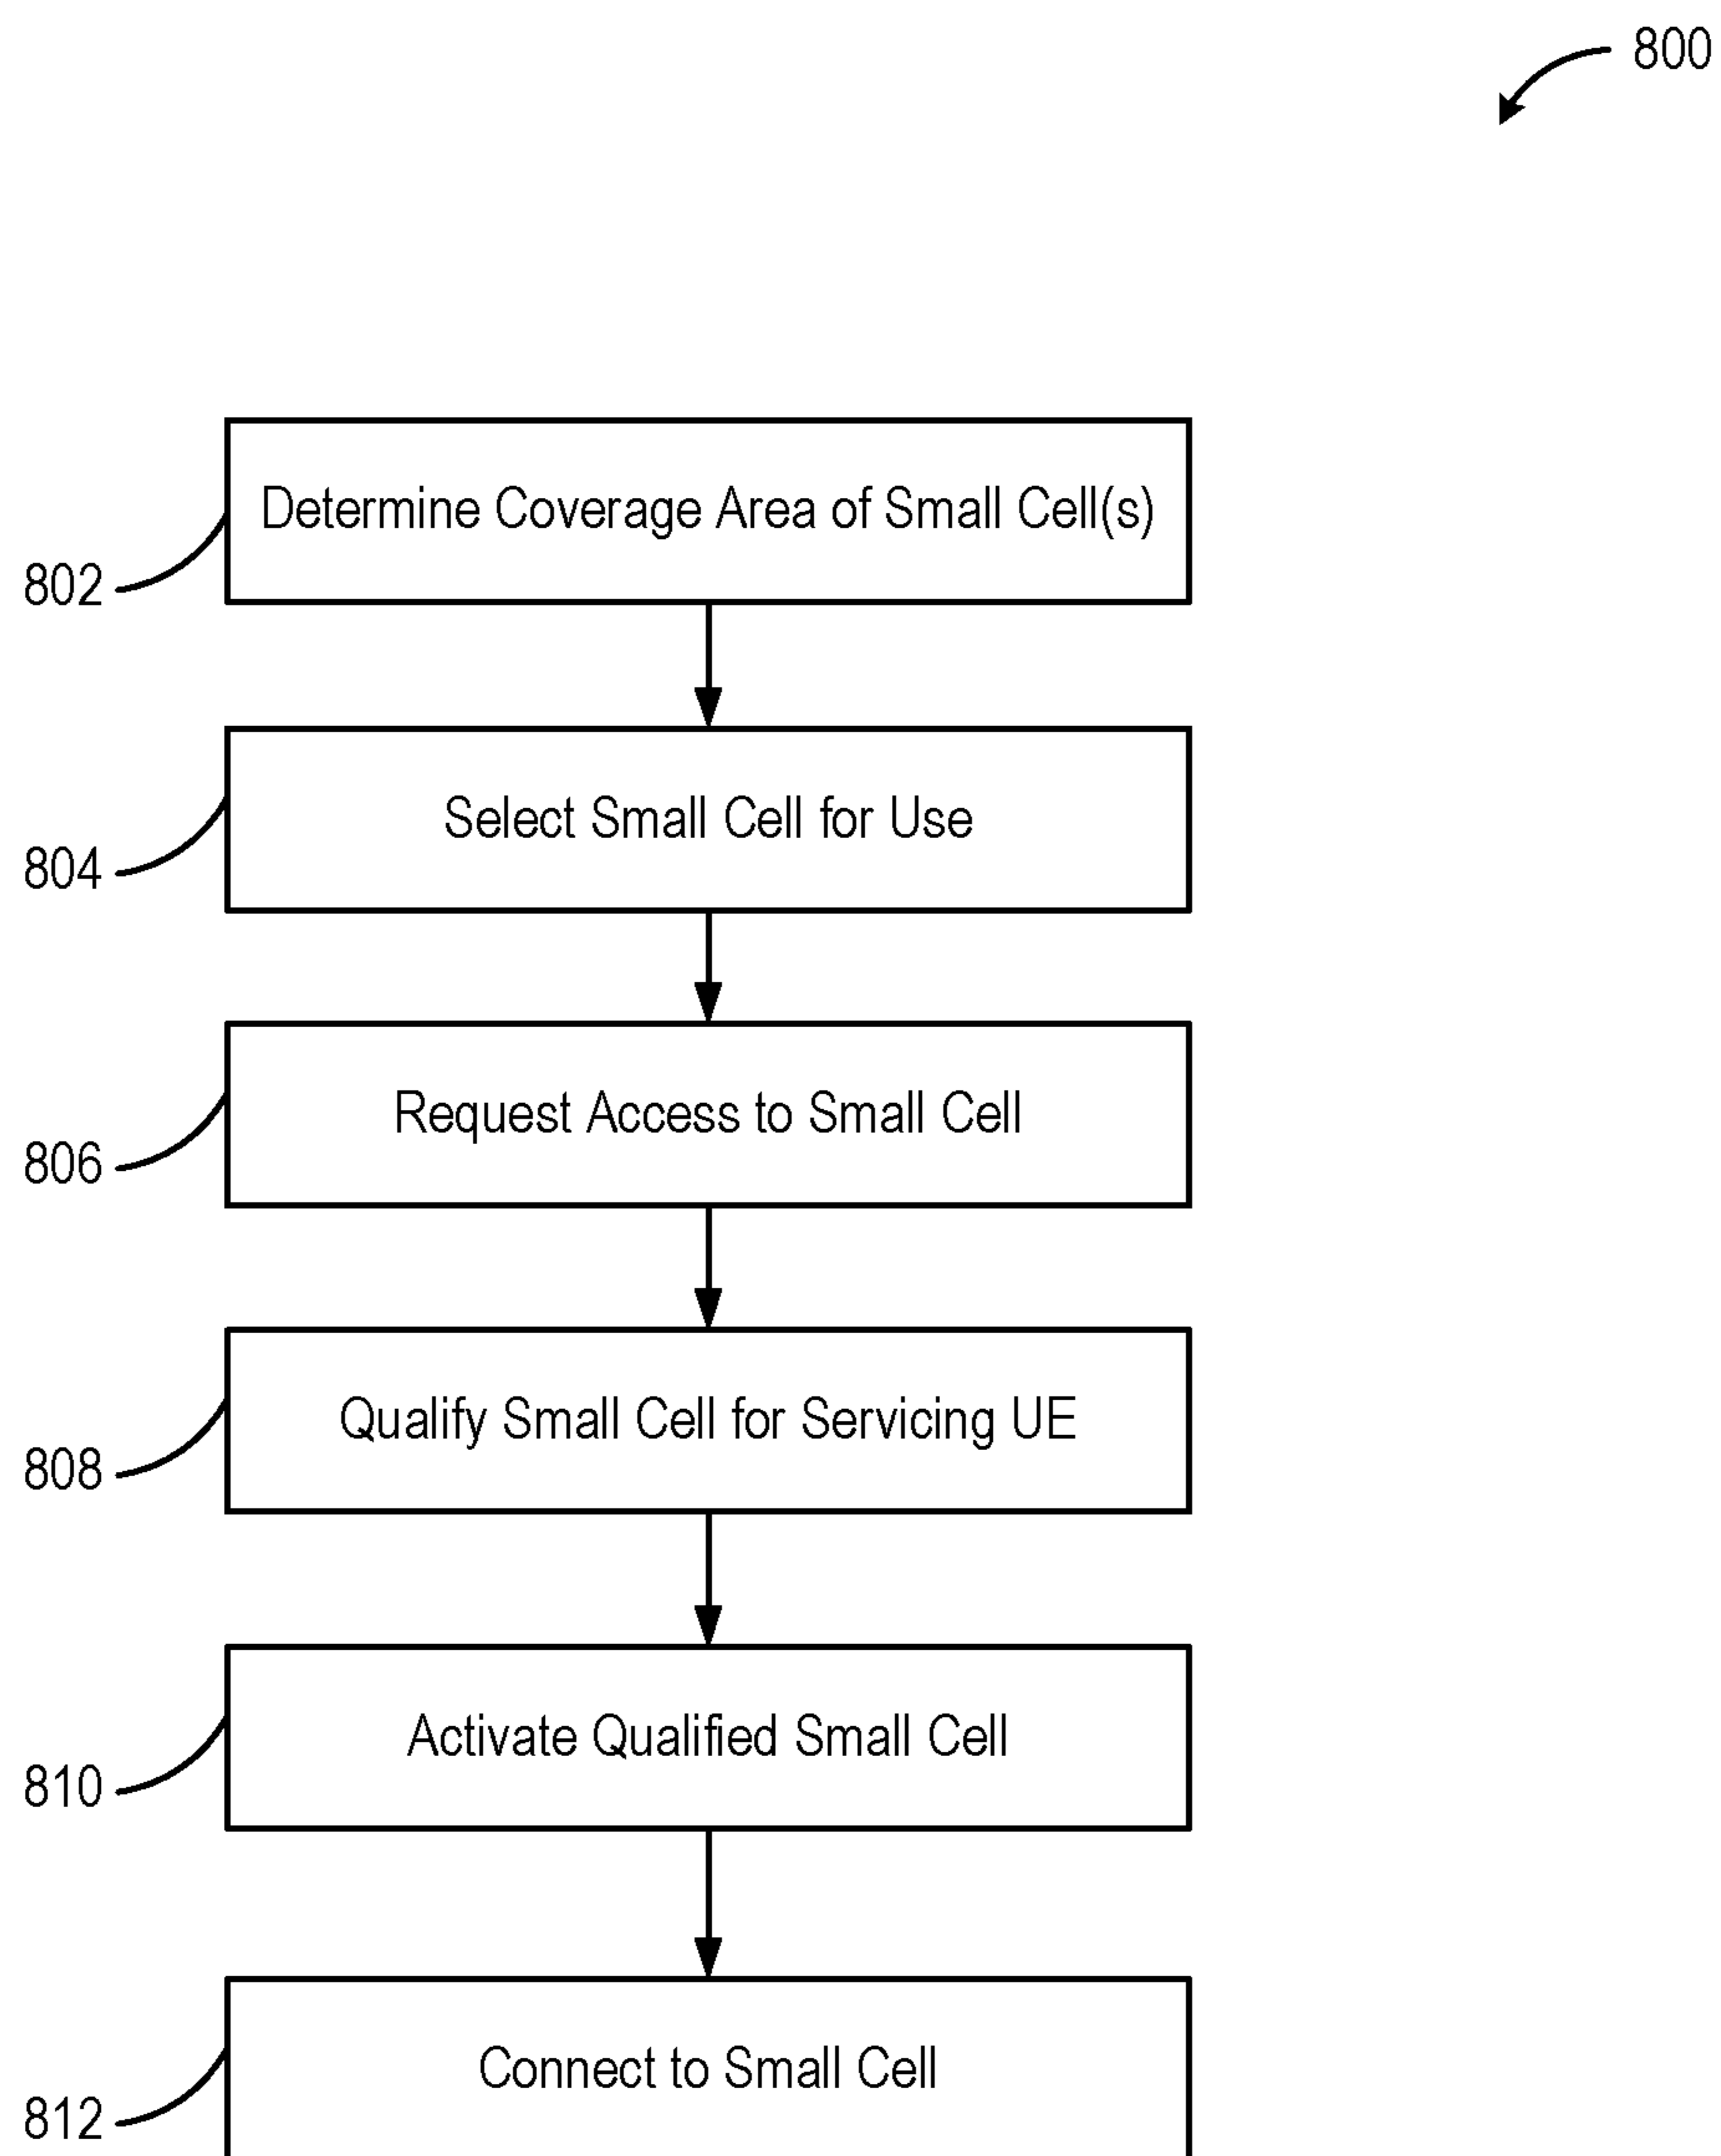 800
Determine Coverage Area of Small Cell(s)
802
Select Small Cell for Use
804
Request Access to Small Cell
806
Qualify Small Cell for Servicing UE
808
Activate Qualified Small Cell
810
Connect to Small Cell
812